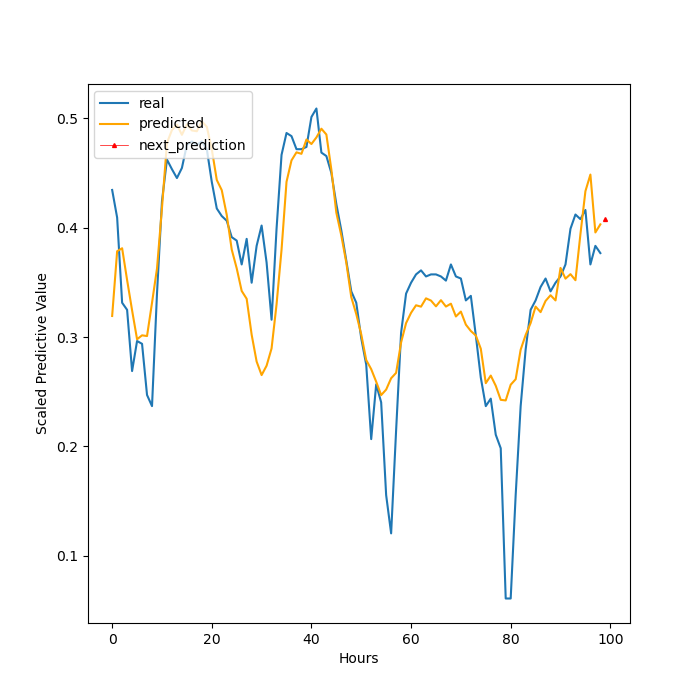 real
predicted
next_prediction
0.5
0.4
0.3
0.2
0.1
Scaled Predictive Value
0 20 40 60 80 100
Hours